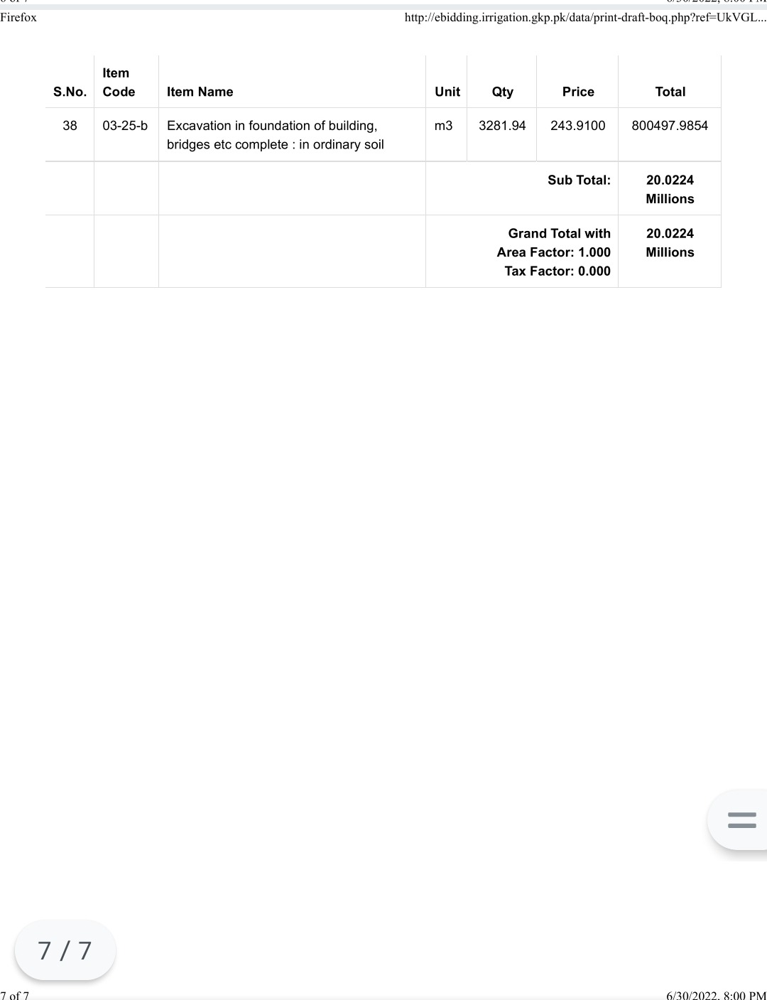 Firefox
http://ebidding.irrigation.gkp.pk/data/print-draft-boq.php?ref=UkVGL...
S.No. Item Code Item Name Unit Qty Price Total
38 03-25-b Excavation in foundation of building, m3 3281.94 243.9100 800497.9854
bridges etc complete : in ordinary soil
Sub Total: 20.0224
Millions
Grand Total with 20.0224
Area Factor: 1.000 Millions
Tax Factor: 0.000
7 / 7
7 of 7
6/30/2022, 8:00 PM